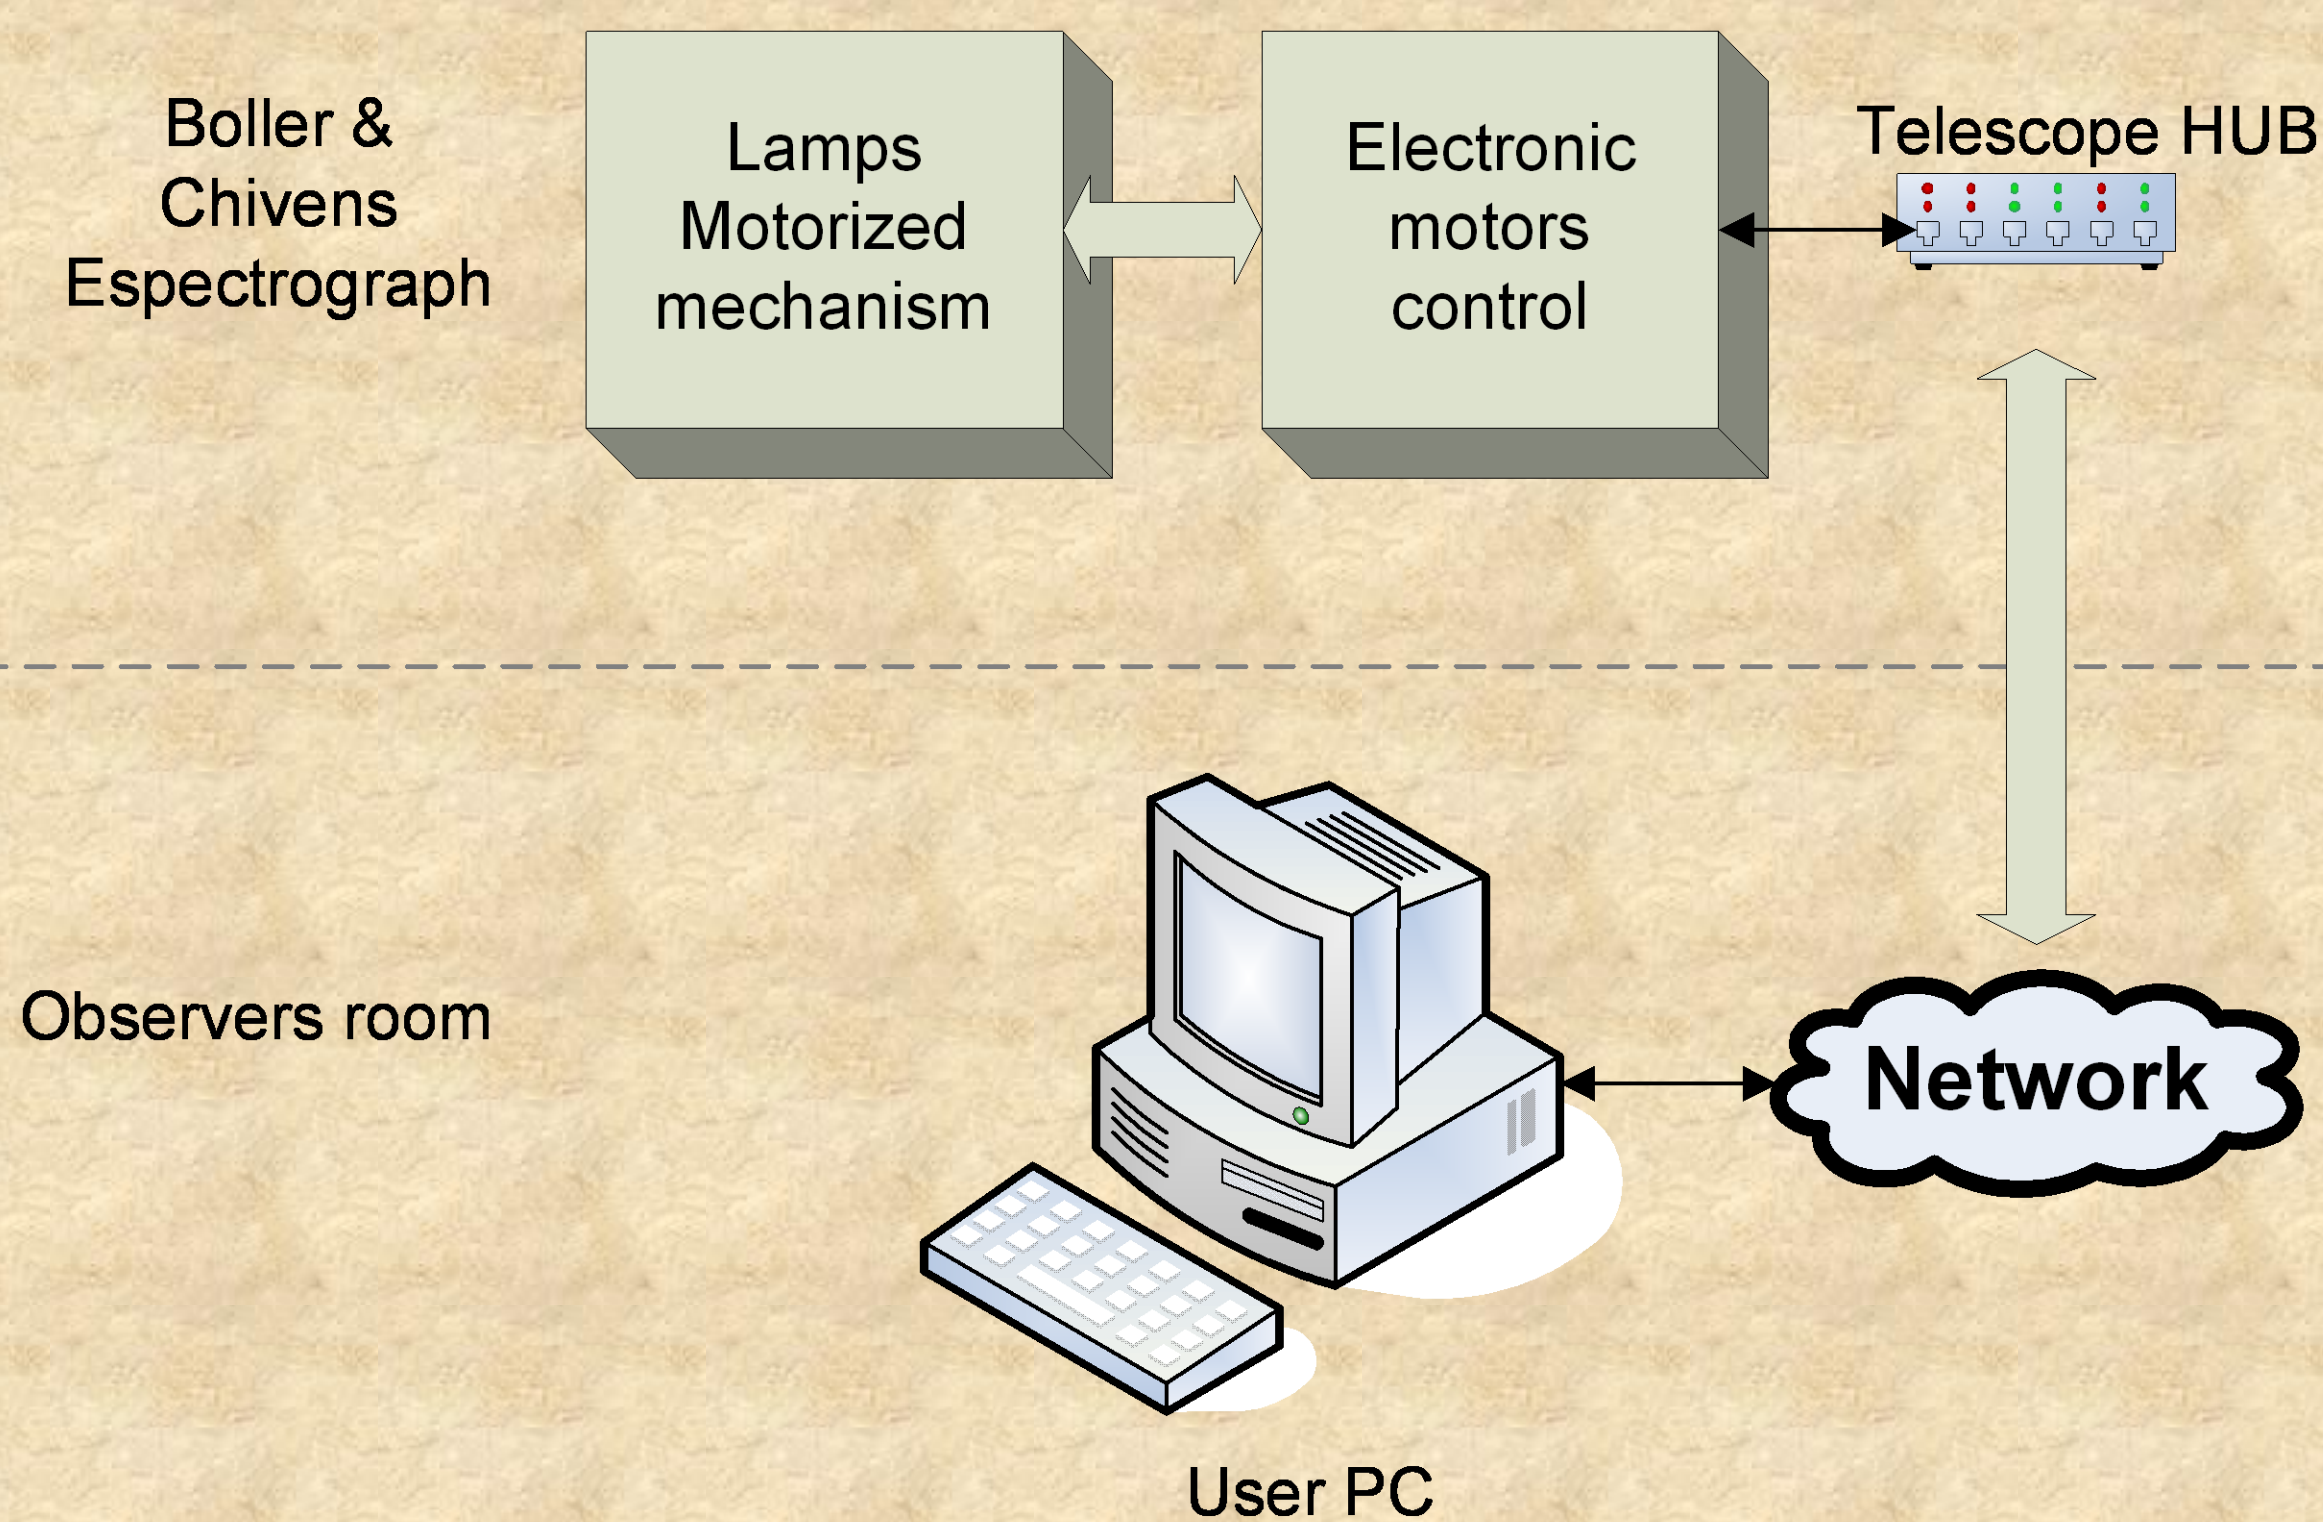 Boller &
Chivens
Espectrograph
Lamps
Motorized
mechanism
Electronic
motors
control
Telescope HUB
Observers room
Network
User PC